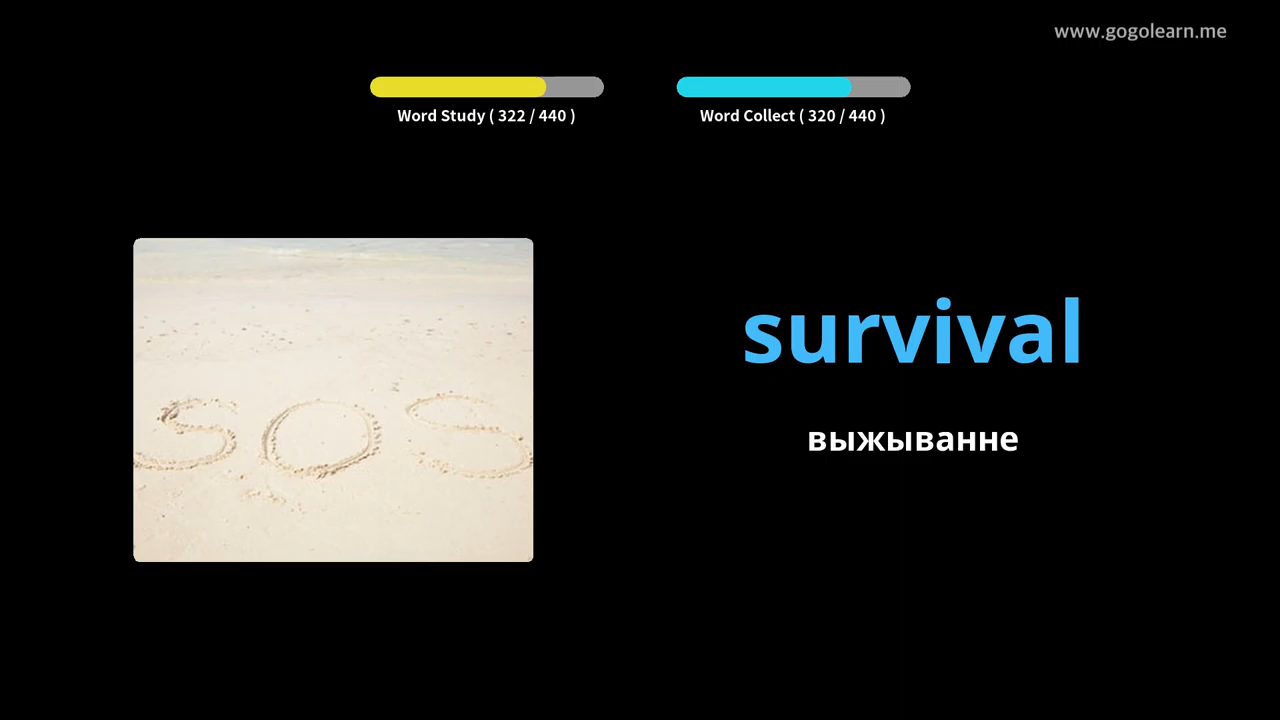 www.gogolearn.me
Word Study ( 322 / 440 )
Word Collect ( 320 / 440 )
SOS
survival
выжыванне